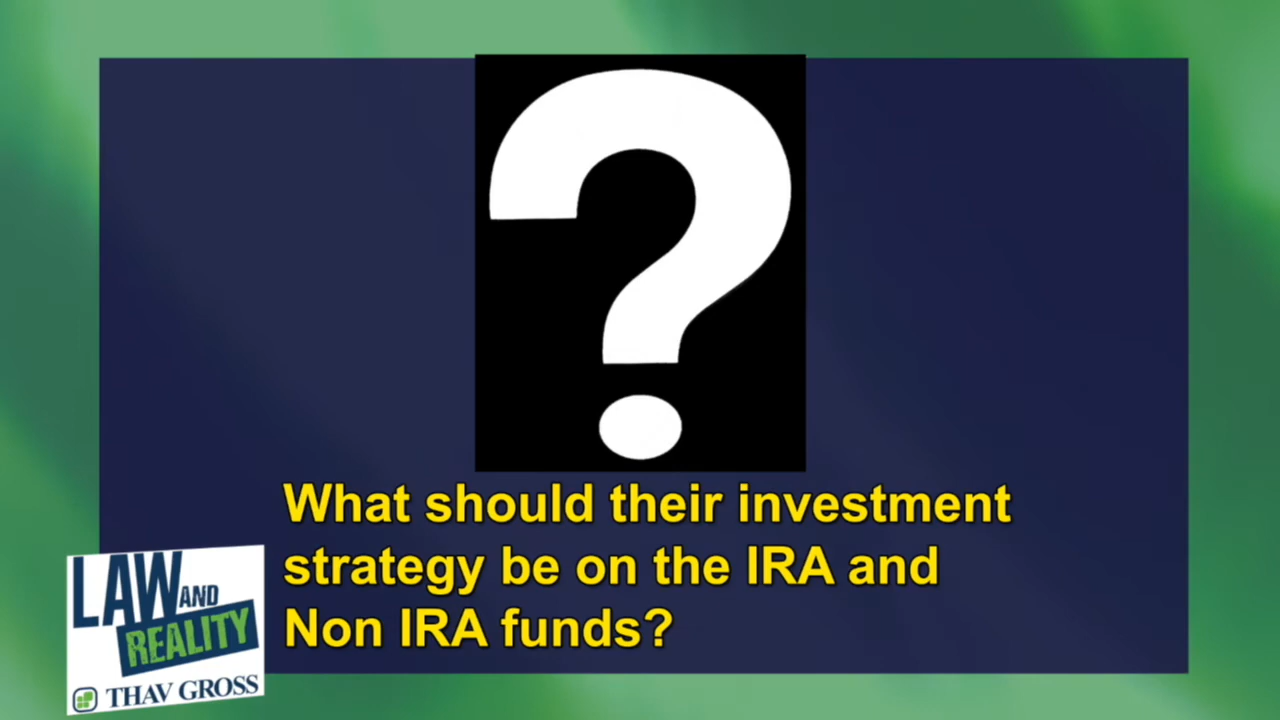 ?
What should their investment
strategy be on the IRA and
Non IRA funds?
LAW AND
REALITY
THAV GROSS